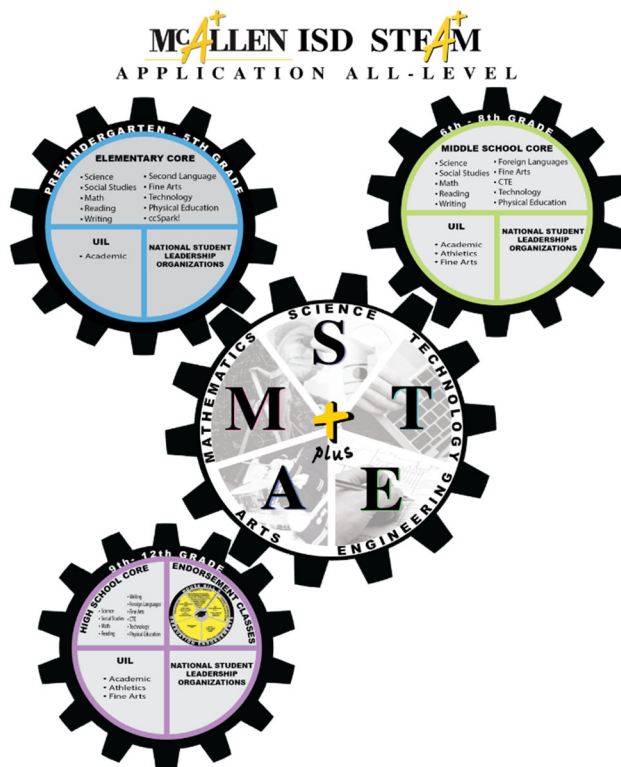 McALLEN ISD STEAM
APPLICATION ALL-LEVEL
PREKINDERGARTEN - 5TH GRADE
ELEMENTARY CORE
• Science
• Social Studies
• Math
• Reading
• Writing
• Second Language
• Fine Arts
• Technology
• Physical Education
• ccSpark!
UIL
• Academic
NATIONAL STUDENT
LEADERSHIP
ORGANIZATIONS
6th - 8th GRADE
MIDDLE SCHOOL CORE
• Science
• Social Studies
• Math
• Reading
• Writing
• Foreign Languages
• Fine Arts
• CTE
• Technology
• Physical Education
UIL
• Academic
• Athletics
• Fine Arts
NATIONAL STUDENT
LEADERSHIP
ORGANIZATIONS
SCIENCE
TECHNOLOGY
ENGINEERING
ARTS
MATHEMATICS
S
T
E
A
M
+
plus
9th- 12th GRADE
HIGH SCHOOL CORE
• Science
• Social Studies
• Math
• Reading
• Writing
• Foreign Languages
• Fine Arts
• CTE
• Technology
• Physical Education
ENDORSEMENT CLASSES
UIL
• Academic
• Athletics
• Fine Arts
NATIONAL STUDENT
LEADERSHIP
ORGANIZATIONS